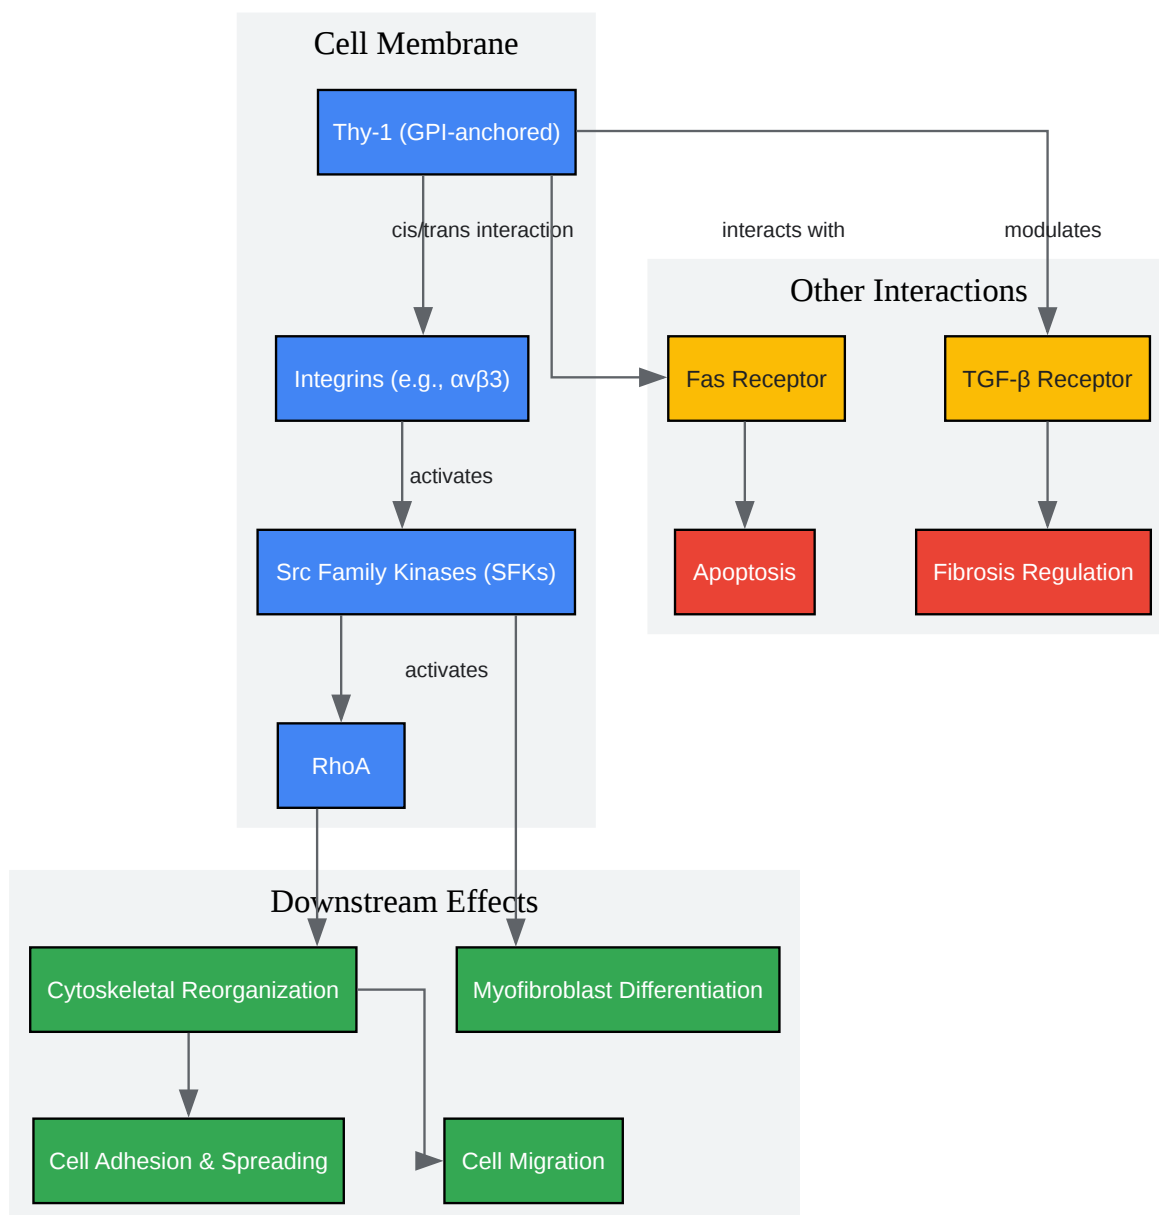 Cell Membrane
Thy-1 (GPI-anchored)
cis/trans interaction
interacts with
modulates
Other Interactions
Integrins (e.g., αvβ3)
Fas Receptor
TGF-β Receptor
activates
Src Family Kinases (SFKs)
Apoptosis
Fibrosis Regulation
activates
RhoA
Downstream Effects
Cytoskeletal Reorganization
Myofibroblast Differentiation
Cell Adhesion & Spreading
Cell Migration